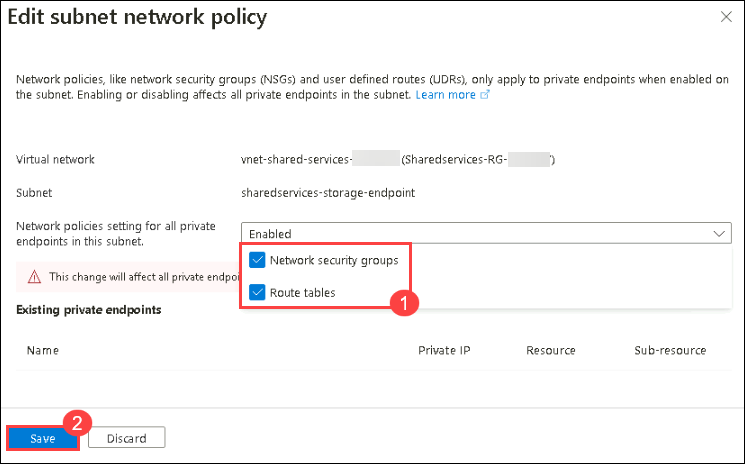 Edit subnet network policy
Network policies, like network security groups (NSGs) and user defined routes (UDRs), only apply to private endpoints when enabled on
the subnet. Enabling or disabling affects all private endpoints in the subnet. Learn more
Virtual network vnet-shared-services- (Sharedservices-RG- )
Subnet sharedservices-storage-endpoint
Network policies setting for all private
endpoints in this subnet.
Enabled
Network security groups
This change will affect all private
Route tables
1
Existing private endpoints
Name Private IP Resource Sub-resource
2
Save Discard